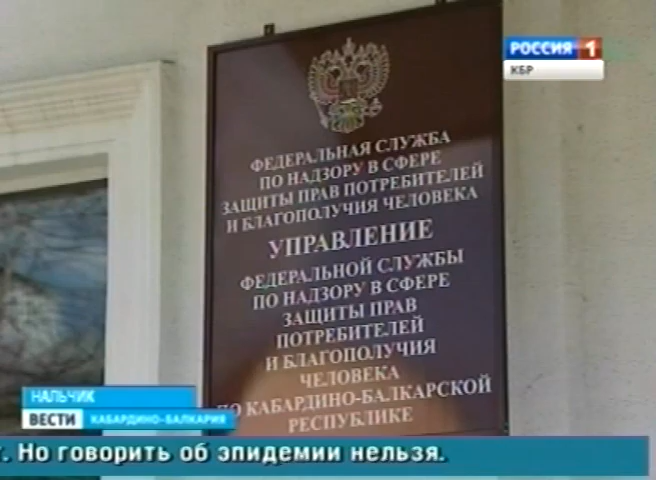 РОССИЯ 1
КБР
ФЕДЕРАЛЬНАЯ СЛУЖБА
ПО НАДЗОРУ В СФЕРЕ
ЗАЩИТЫ ПРАВ ПОТРЕБИТЕЛЕЙ
И БЛАГОПОЛУЧИЯ ЧЕЛОВЕКА
УПРАВЛЕНИЕ
ФЕДЕРАЛЬНОЙ СЛУЖБЫ
ПО НАДЗОРУ В СФЕРЕ
ЗАЩИТЫ ПРАВ
ПОТРЕБИТЕЛЕЙ
И БЛАГОПОЛУЧИЯ
ЧЕЛОВЕКА
ПО КАБАРДИНО-БАЛКАРСКОЙ
РЕСПУБЛИКЕ
НАЛЬЧИК
ВЕСТИ КАБАРДИНО-БАЛКАРИЯ
. Но говорить об эпидемии нельзя.